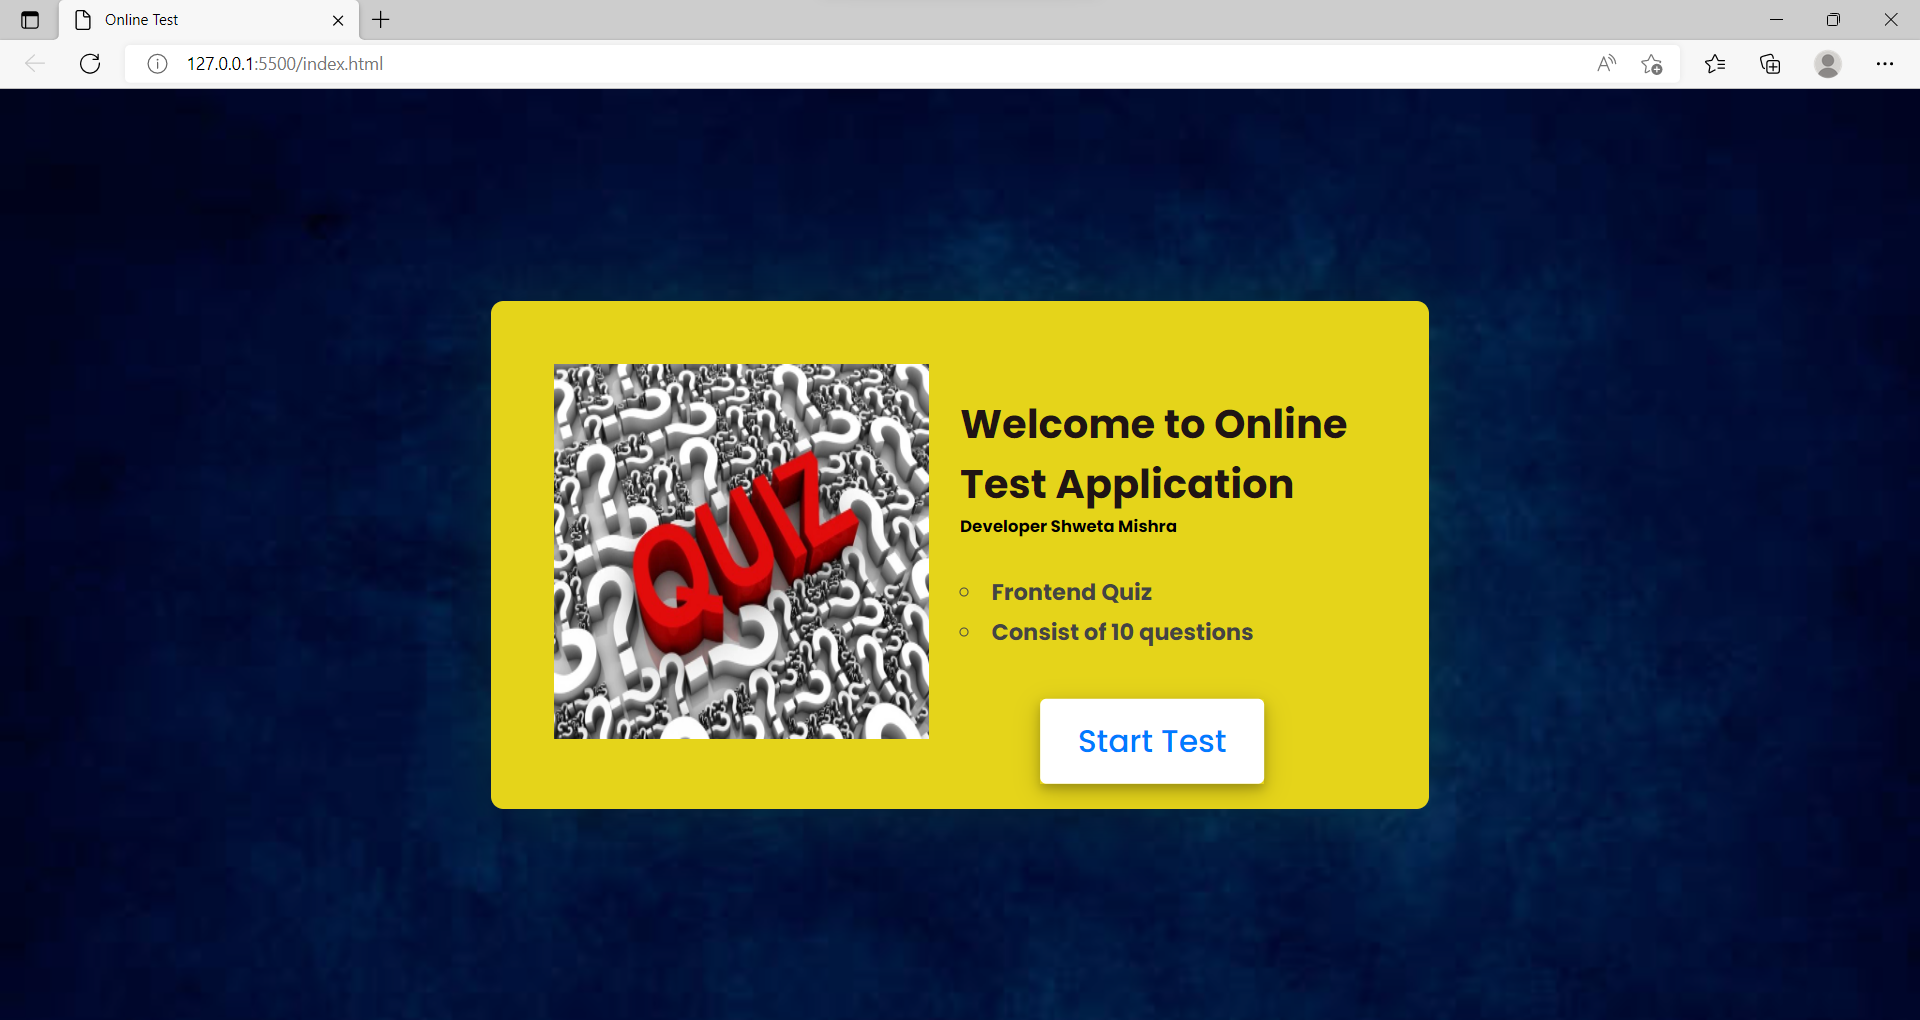 Online Test
127.0.0.1:5500/index.html
QUIZ
Welcome to Online
Test Application
Developer Shweta Mishra
Frontend Quiz
Consist of 10 questions
Start Test